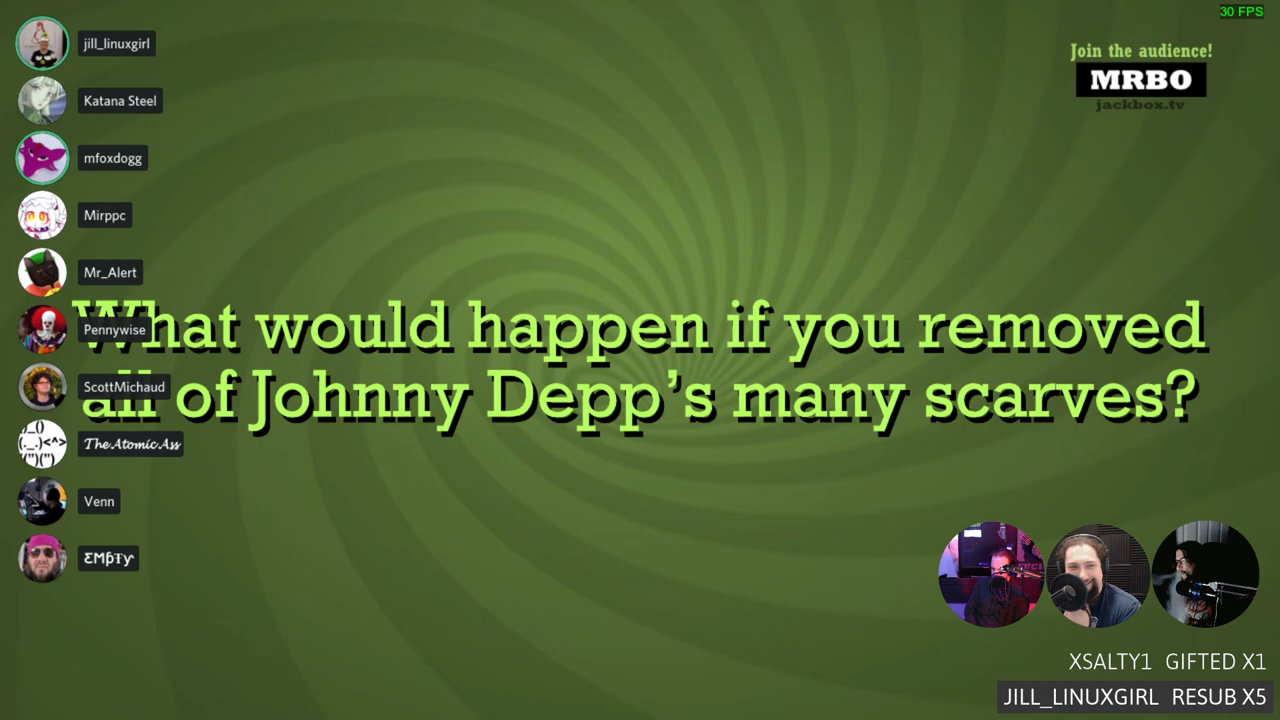 30 FPS
Join the audience!
MRBO
jackbox.tv
jill_linuxgirl
Katana Steel
mfoxdogg
Mirppc
Mr_Alert
Pennywise
ScottMichaud
TheAtomicAss
Venn
ΣMþŦƴ
What would happen if you removed
all of Johnny Depp's many scarves?
XSALTY1 GIFTED X1
JILL_LINUXGIRL RESUB X5